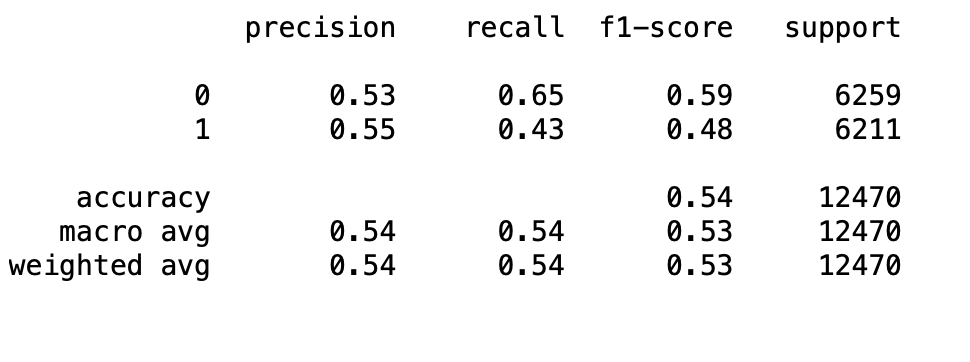 precision recall f1-score support
0 0.53 0.65 0.59 6259
1 0.55 0.43 0.48 6211
accuracy 0.54 12470
macro avg 0.54 0.54 0.53 12470
weighted avg 0.54 0.54 0.53 12470